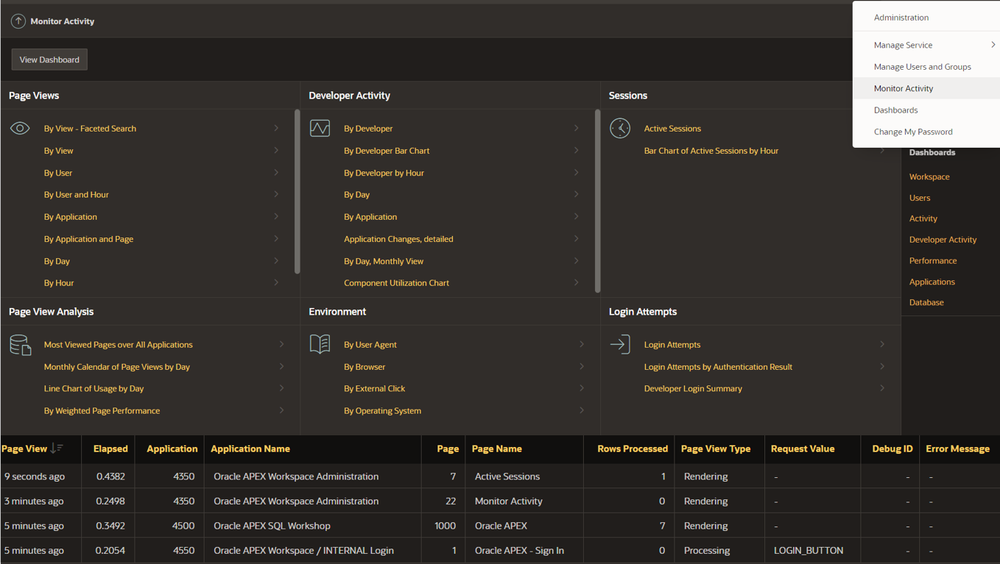 Monitor Activity
View Dashboard
Administration
Manage Service
Manage Users and Groups
Monitor Activity
Dashboards
Change My Password
Page Views
By View - Faceted Search
By View
By User
By User and Hour
By Application
By Application and Page
By Day
By Hour
Developer Activity
By Developer
By Developer Bar Chart
By Developer by Hour
By Day
By Application
Application Changes, detailed
By Day, Monthly View
Component Utilization Chart
Sessions
Active Sessions
Bar Chart of Active Sessions by Hour
Dashboards
Workspace
Users
Activity
Developer Activity
Performance
Applications
Database
Page View Analysis
Most Viewed Pages over All Applications
Monthly Calendar of Page Views by Day
Line Chart of Usage by Day
By Weighted Page Performance
Environment
By User Agent
By Browser
By External Click
By Operating System
Login Attempts
Login Attempts
Login Attempts by Authentication Result
Developer Login Summary
Page View Elapsed Application Application Name Page Page Name Rows Processed Page View Type Request Value Debug ID Error Message
9 seconds ago 0.4382 4350 Oracle APEX Workspace Administration 7 Active Sessions 1 Rendering - - -
3 minutes ago 0.2498 4350 Oracle APEX Workspace Administration 22 Monitor Activity 0 Rendering - - -
5 minutes ago 0.3492 4500 Oracle APEX SQL Workshop 1000 Oracle APEX 7 Rendering - - -
5 minutes ago 0.2054 4550 Oracle APEX Workspace / INTERNAL Login 1 Oracle APEX - Sign In 0 Processing LOGIN_BUTTON - -